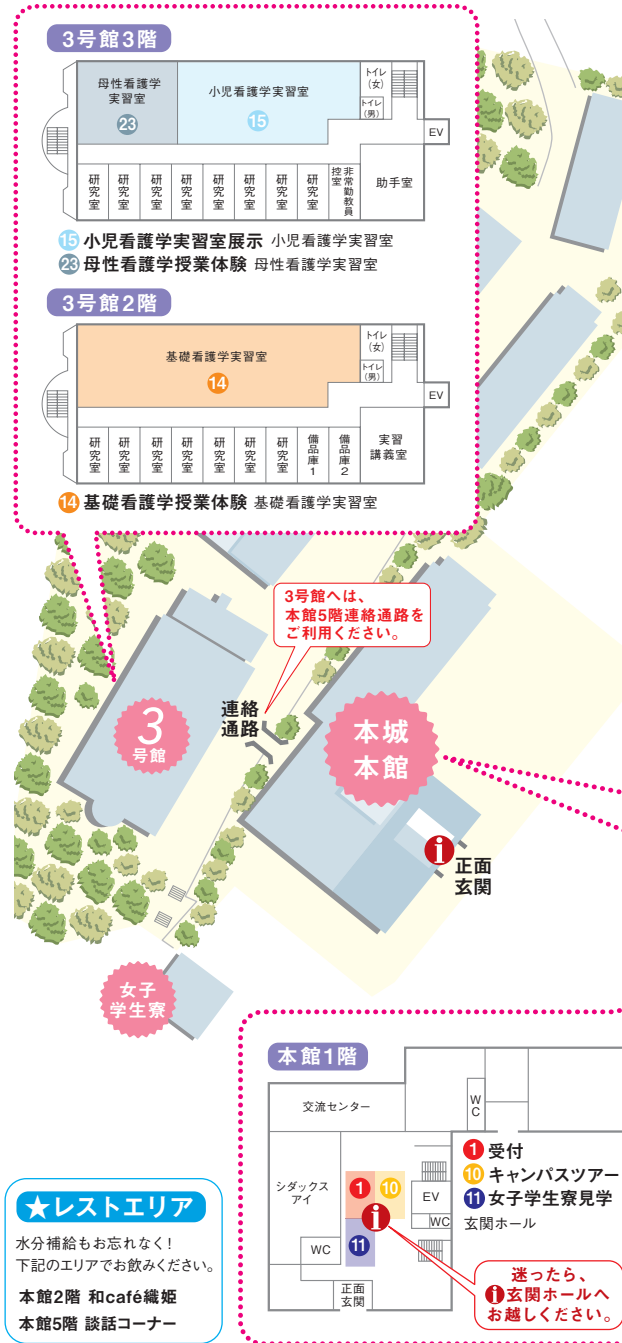 3号館3階
母性看護学
実習室
23
小児看護学実習室
15
トイレ
(女)
トイレ
(男)
EV
研究室
研究室
研究室
研究室
研究室
研究室
研究室
研究室
非常勤教員
控室
助手室
15 小児看護学実習室展示 小児看護学実習室
23 母性看護学授業体験 母性看護学実習室
3号館2階
基礎看護学実習室
14
トイレ
(女)
トイレ
(男)
EV
研究室
研究室
研究室
研究室
研究室
研究室
研究室
備品庫1
備品庫2
実習
講義室
14 基礎看護学授業体験 基礎看護学実習室
3号館へは、
本館5階連絡通路を
ご利用ください。
連絡
通路
3
号館
本城
本館
i
正面
玄関
女子
学生寮
本館1階
交流センター
WC
シダックス
アイ
1
10
i
11
EV
WC
WC
正面
玄関
1 受付
10 キャンパスツアー
11 女子学生寮見学
玄関ホール
迷ったら、
i玄関ホールへ
お越しください。
★レストエリア
水分補給もお忘れなく！
下記のエリアでお飲みください。
本館2階 和café織姫
本館5階 談話コーナー